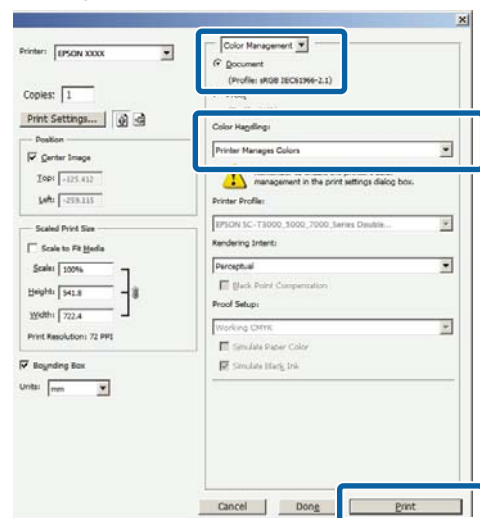 Printer: EPSON XXXX
Copies: 1
Print Settings...
Position
Center Image
Top: -125.412
Left: -259.115
Scaled Print Size
Scale to Fit Media
Scale: 100%
Height: 541.8
Width: 722.4
Print Resolution: 72 PPI
Bounding Box
Units: mm
Color Management
Document
(Profile: sRGB IEC61966-2.1)
Color Handling:
Printer Manages Colors
management in the print settings dialog box.
Printer Profile:
EPSON SC-T3000_5000_7000_Series Double...
Rendering Intent:
Perceptual
Black Point Compensation
Proof Setup:
Working CMYK
Simulate Paper Color
Simulate Black Ink
Cancel
Done
Print